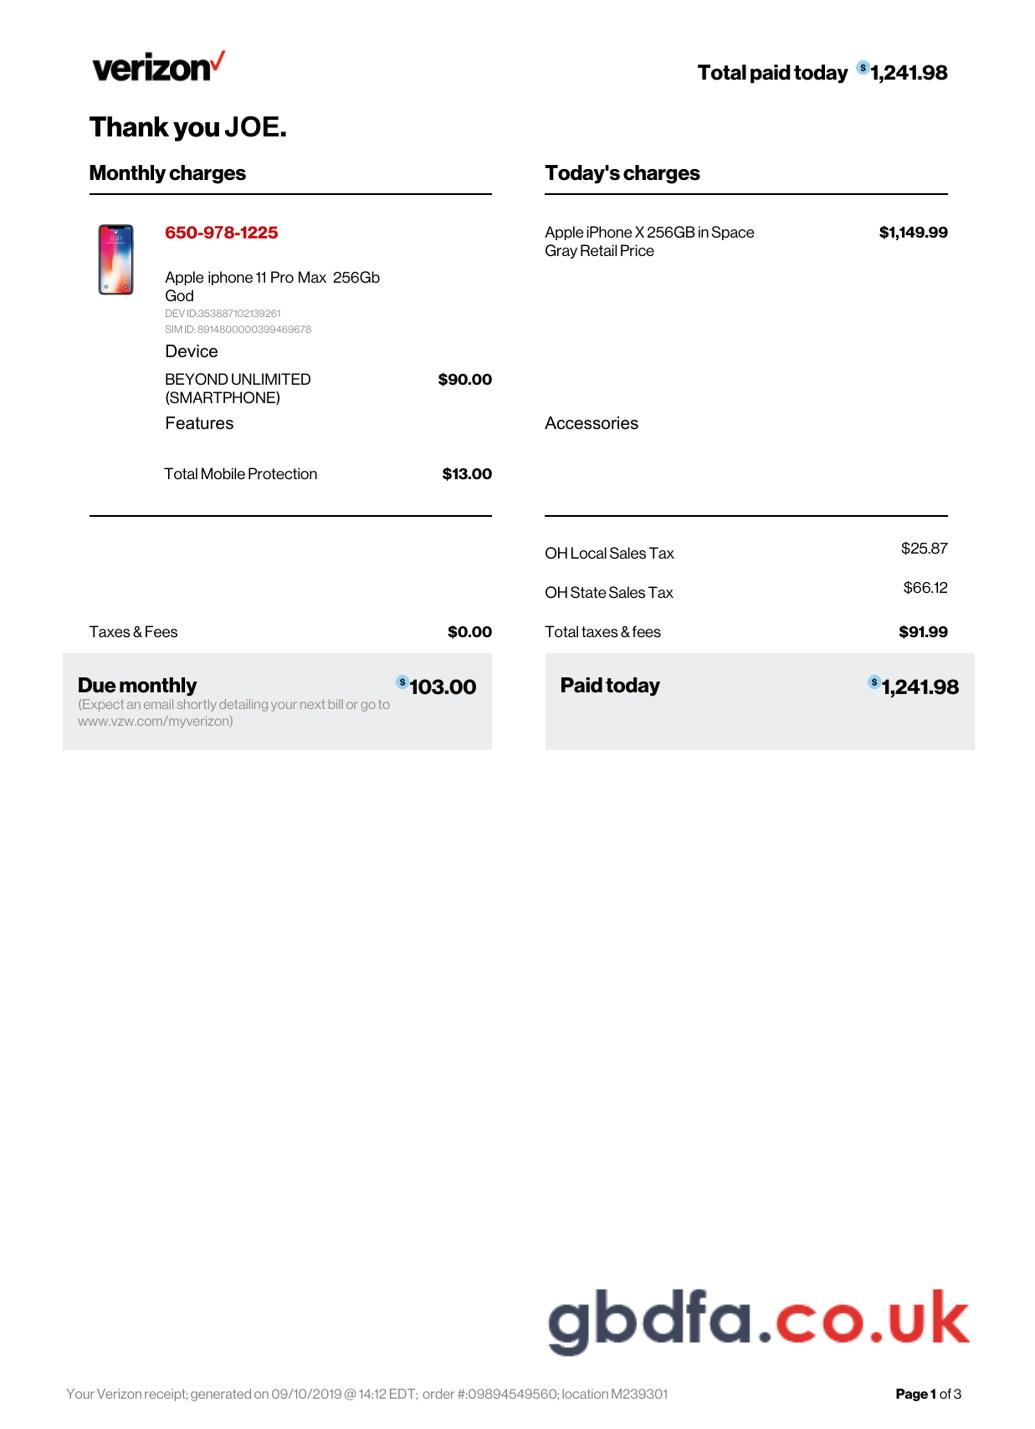 verizon
Total paid today $1,241.98
Thank you JOE.
Monthly charges
650-978-1225
Apple iphone 11 Pro Max  256Gb
God
DEV ID:353887102139261
SIM ID: 8914800000399469678
Device
BEYOND UNLIMITED $90.00
(SMARTPHONE)
Features
Total Mobile Protection $13.00
Taxes & Fees $0.00
Due monthly $103.00
(Expect an email shortly detailing your next bill or go to
www.vzw.com/myverizon)
Today's charges
Apple iPhone X 256GB in Space $1,149.99
Gray Retail Price
Accessories
OH Local Sales Tax $25.87
OH State Sales Tax $66.12
Total taxes & fees $91.99
Paid today $1,241.98
gbdfa.co.uk
Your Verizon receipt; generated on 09/10/2019 @ 14:12 EDT; order #:09894549560; location M239301
Page 1 of 3